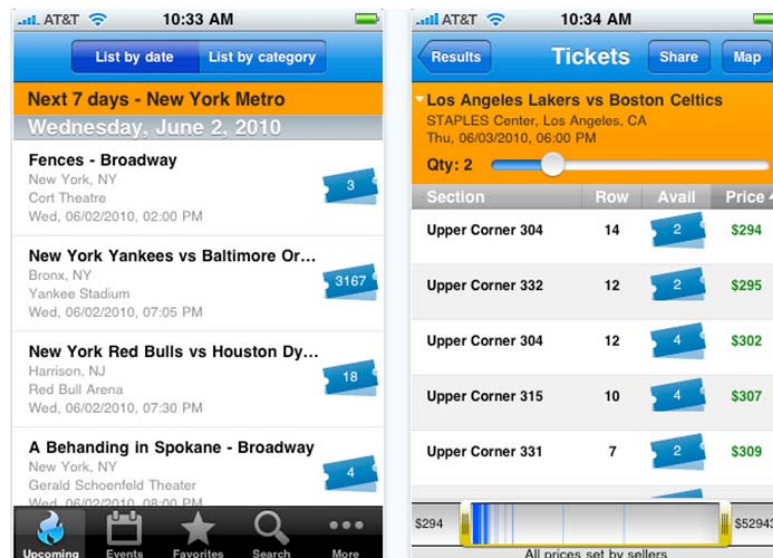 AT&T 10:33 AM
List by date List by category
Next 7 days - New York Metro
Wednesday, June 2, 2010
Fences - Broadway
New York, NY
Cort Theatre
Wed, 06/02/2010, 02:00 PM
3
New York Yankees vs Baltimore Or...
Bronx, NY
Yankee Stadium
Wed, 06/02/2010, 07:05 PM
3167
New York Red Bulls vs Houston Dy...
Harrison, NJ
Red Bull Arena
Wed, 06/02/2010, 07:30 PM
18
A Behanding in Spokane - Broadway
New York, NY
Gerald Schoenfeld Theater
Wed, 06/02/2010, 08:00 PM
4
Upcoming Events Favorites Search More
AT&T 10:34 AM
Results Tickets Share Map
Los Angeles Lakers vs Boston Celtics
STAPLES Center, Los Angeles, CA
Thu, 06/03/2010, 06:00 PM
Qty: 2
Section Row Avail Price
Upper Corner 304 14 2 $294
Upper Corner 332 12 2 $295
Upper Corner 304 12 4 $302
Upper Corner 315 10 4 $307
Upper Corner 331 7 2 $309
$294 $52943
All prices set by sellers